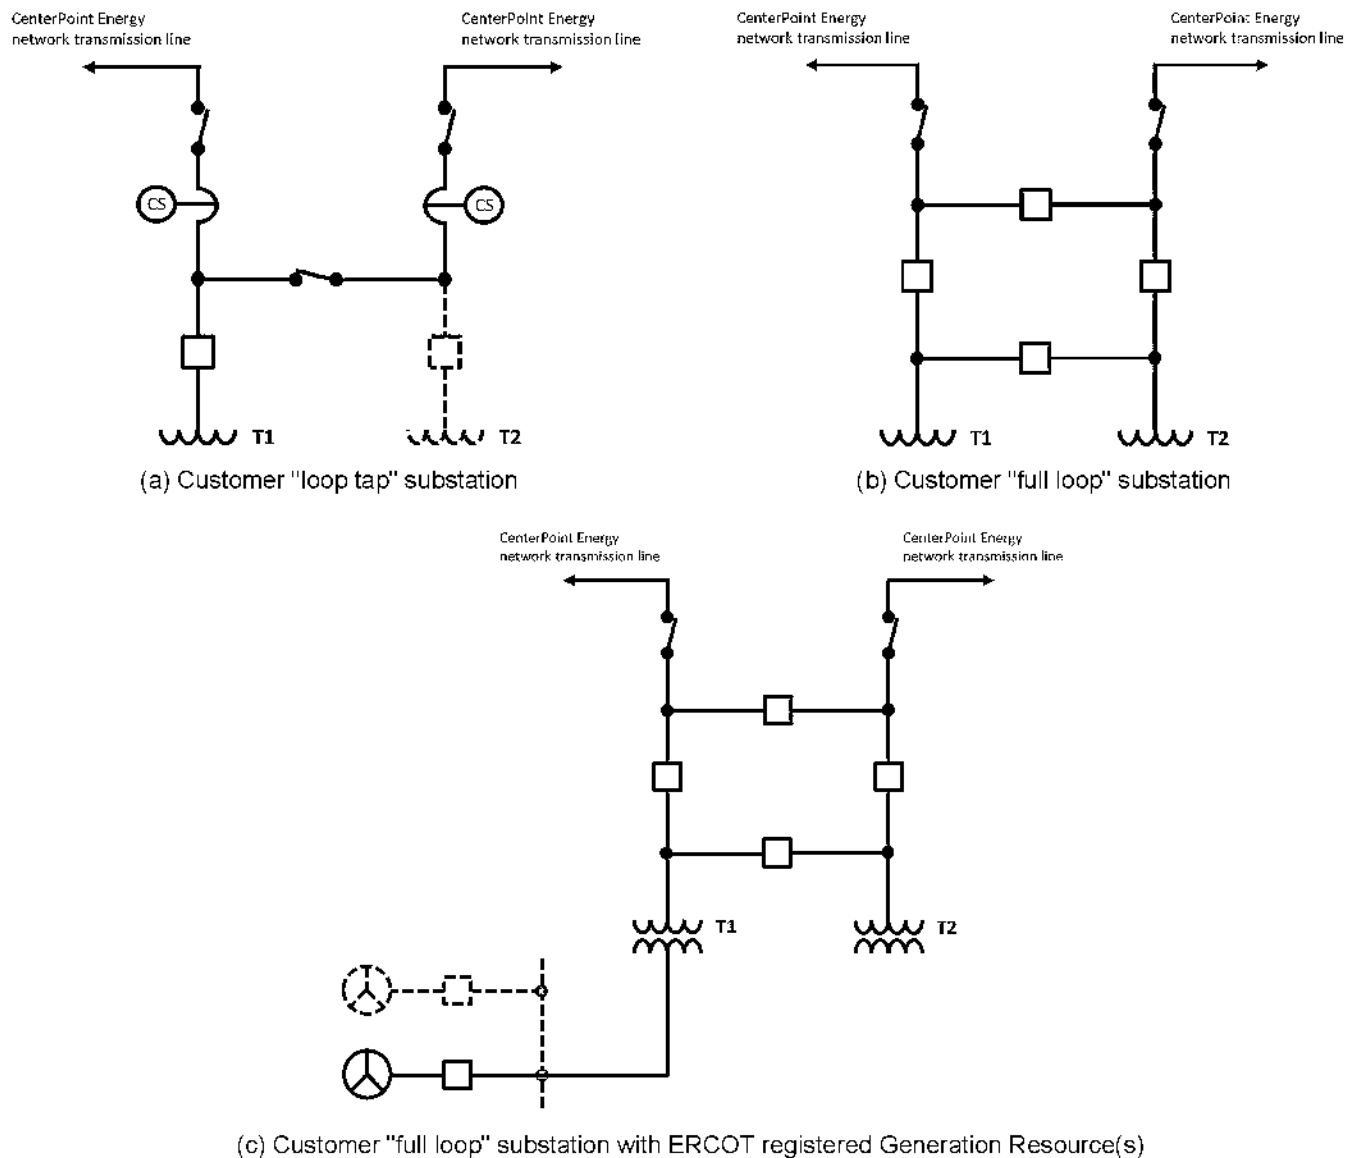 CenterPoint Energy
network transmission line
CenterPoint Energy
network transmission line
CenterPoint Energy
network transmission line
CenterPoint Energy
network transmission line
CS
CS
T1
T2
T1
T2
(a) Customer "loop tap" substation
(b) Customer "full loop" substation
CenterPoint Energy
network transmission line
CenterPoint Energy
network transmission line
T1
T2
(c) Customer "full loop" substation with ERCOT registered Generation Resource(s)